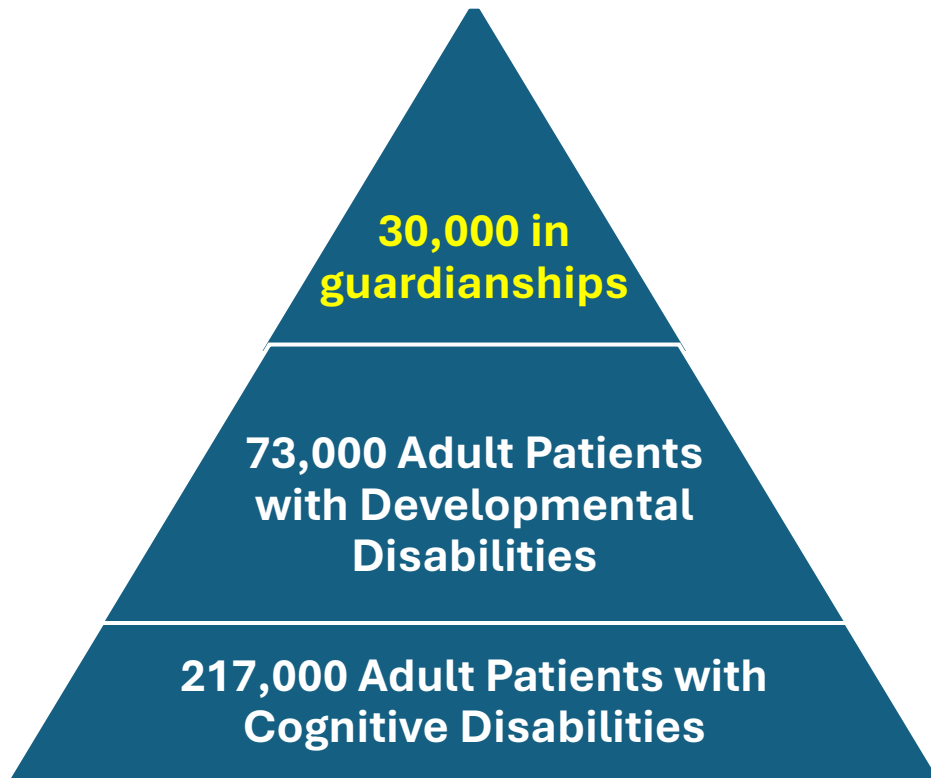 30,000 in
guardianships
73,000 Adult Patients
with Developmental
Disabilities
217,000 Adult Patients with
Cognitive Disabilities